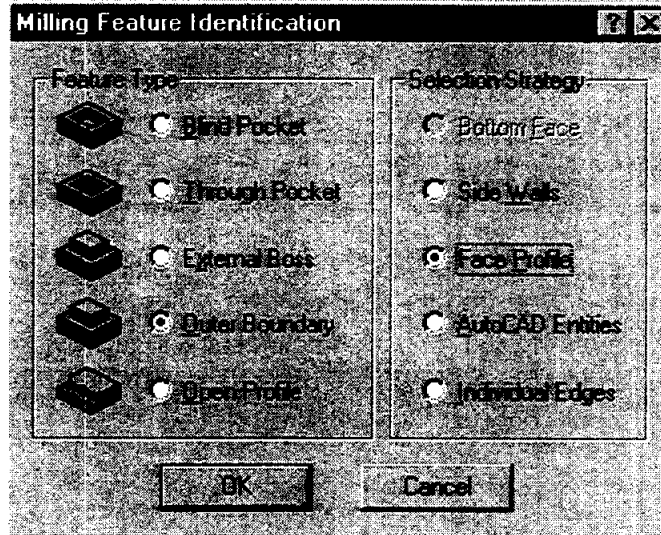 Milling Feature Identification
Feature Type
Blind Pocket
Through Pocket
External Boss
Outer Boundary
Open Profile
Selection Strategy
Bottom Face
Side Walls
Face Profile
AutoCAD Entities
Individual Edges
OK
Cancel